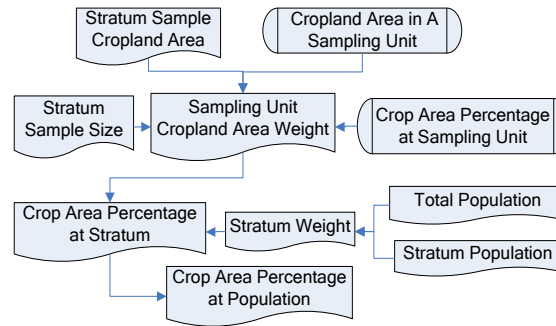 Stratum Sample
Cropland Area
Cropland Area in A
Sampling Unit
Stratum
Sample Size
Sampling Unit
Cropland Area Weight
Crop Area Percentage
at Sampling Unit
Crop Area Percentage
at Stratum
Stratum Weight
Total Population
Stratum Population
Crop Area Percentage
at Population